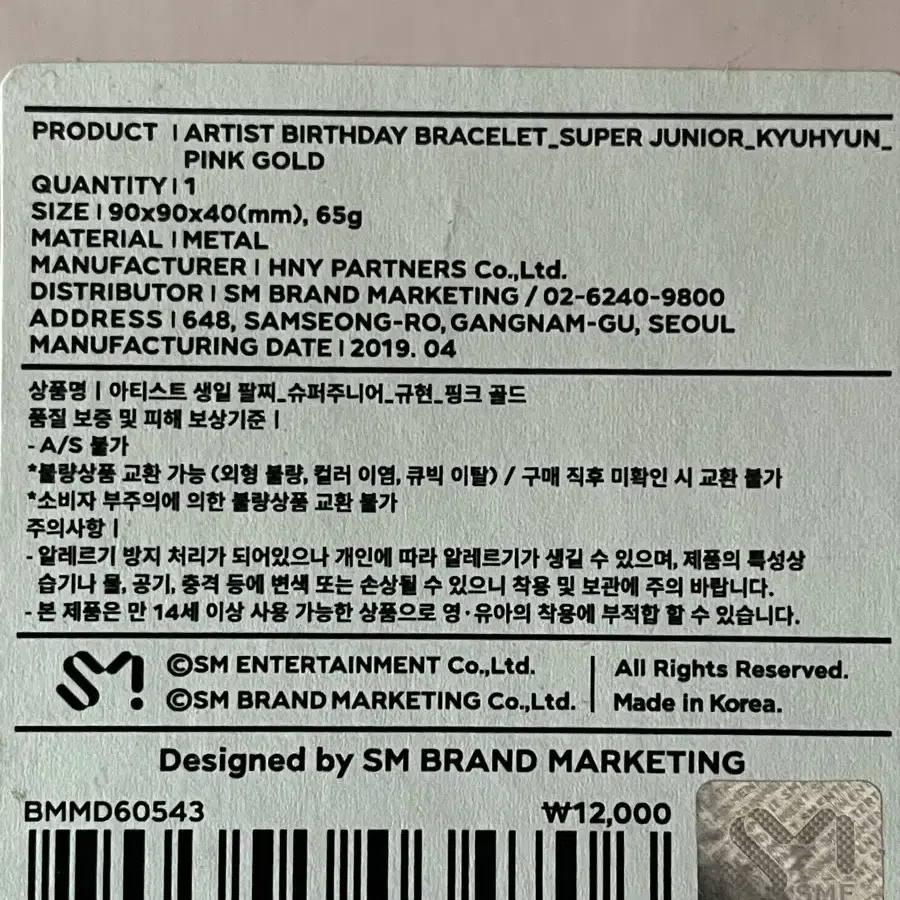 PRODUCT | ARTIST BIRTHDAY BRACELET_SUPER JUNIOR_KYUHYUN_
PINK GOLD
QUANTITY | 1
SIZE | 90x90x40(mm), 65g
MATERIAL | METAL
MANUFACTURER | HNY PARTNERS Co.,Ltd.
DISTRIBUTOR | SM BRAND MARKETING / 02-6240-9800
ADDRESS | 648, SAMSEONG-RO, GANGNAM-GU, SEOUL
MANUFACTURING DATE | 2019. 04
상품명 | 아티스트 생일 팔찌_슈퍼주니어_규현_핑크 골드
품질 보증 및 피해 보상기준 |
- A/S 불가
*불량상품 교환 가능 (외형 불량, 컬러 이염, 큐빅 이탈) / 구매 직후 미확인 시 교환 불가
*소비자 부주의에 의한 불량상품 교환 불가
주의사항 |
- 알레르기 방지 처리가 되어있으나 개인에 따라 알레르기가 생길 수 있으며, 제품의 특성상
습기나 물, 공기, 충격 등에 변색 또는 손상될 수 있으니 착용 및 보관에 주의 바랍니다.
- 본 제품은 만 14세 이상 사용 가능한 상품으로 영·유아의 착용에 부적합 할 수 있습니다.
SM
©SM ENTERTAINMENT Co.,Ltd. | All Rights Reserved.
©SM BRAND MARKETING Co.,Ltd. | Made in Korea.
Designed by SM BRAND MARKETING
BMMD60543 ₩12,000
SM
SME